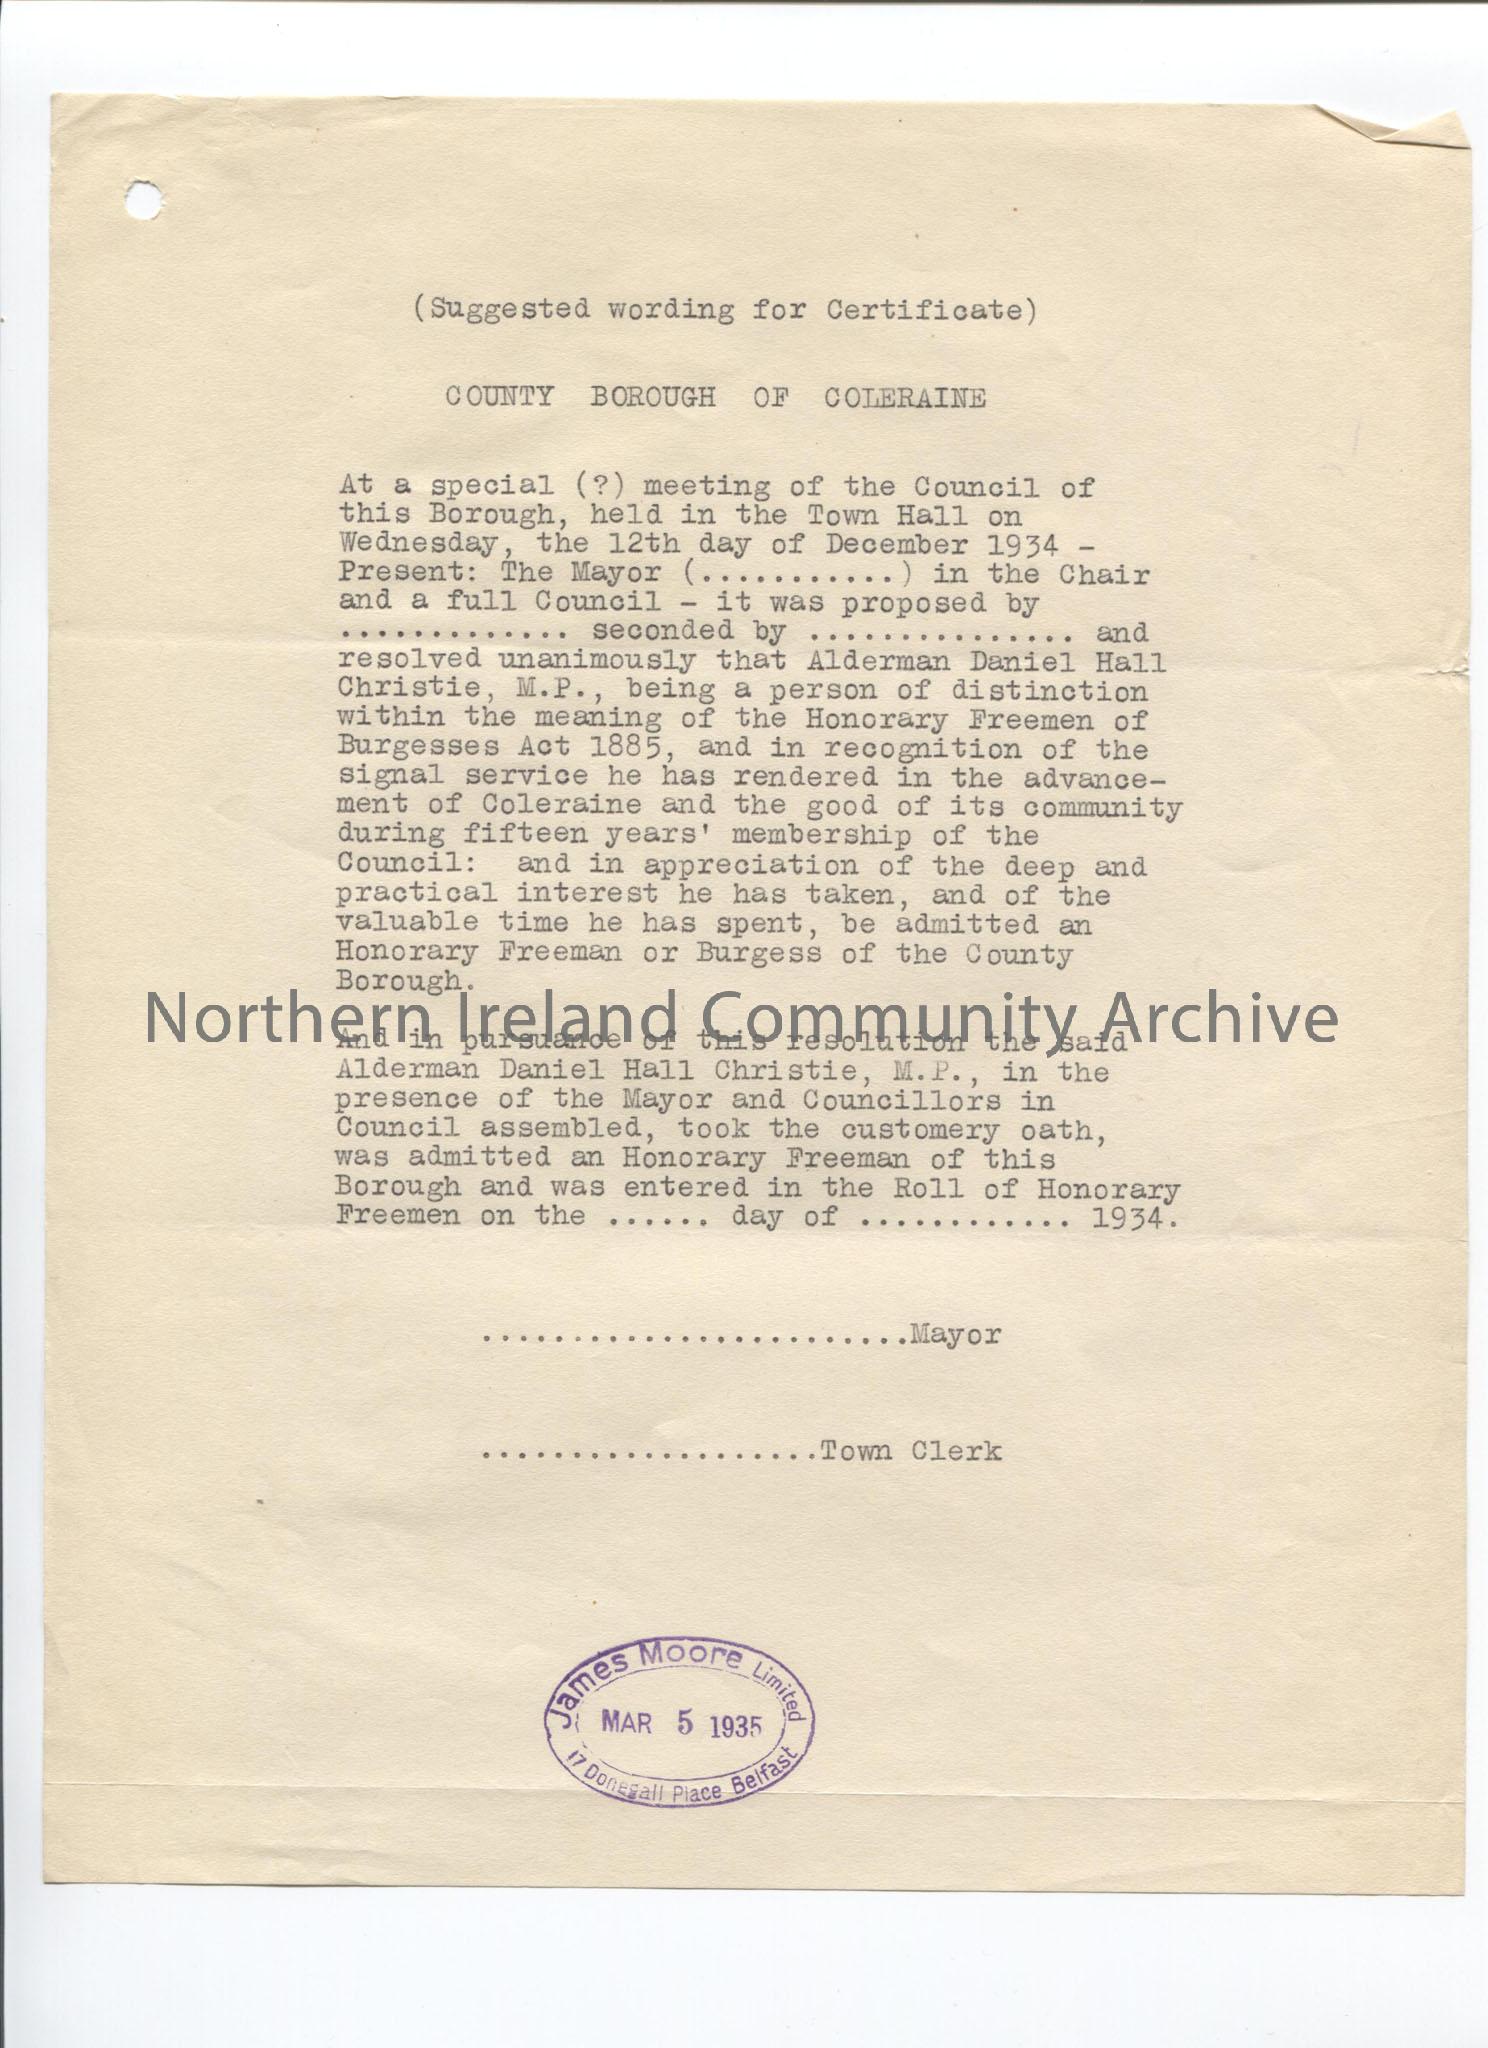 (Suggested wording for Certificate)
COUNTY BOROUGH OF COLERAINE
At a special (?) meeting of the Council of
this Borough, held in the Town Hall on
Wednesday, the 12th day of December 1934 -
Present: The Mayor (...........) in the Chair
and a full Council - it was proposed by
............. seconded by ............... and
resolved unanimously that Alderman Daniel Hall
Christie, M.P., being a person of distinction
within the meaning of the Honorary Freemen of
Burgesses Act 1885, and in recognition of the
signal service he has rendered in the advance-
ment of Coleraine and the good of its community
during fifteen years' membership of the
Council: and in appreciation of the deep and
practical interest he has taken, and of the
valuable time he has spent, be admitted an
Honorary Freeman or Burgess of the County
Borough.
Northern Ireland Community Archive
And in pursuance of this resolution the said
Alderman Daniel Hall Christie, M.P., in the
presence of the Mayor and Councillors in
Council assembled, took the customery oath,
was admitted an Honorary Freeman of this
Borough and was entered in the Roll of Honorary
Freemen on the ...... day of ............ 1934.
........................Mayor
...................Town Clerk
James Moore Limited
MAR 5 1935
17 Donegall Place Belfast